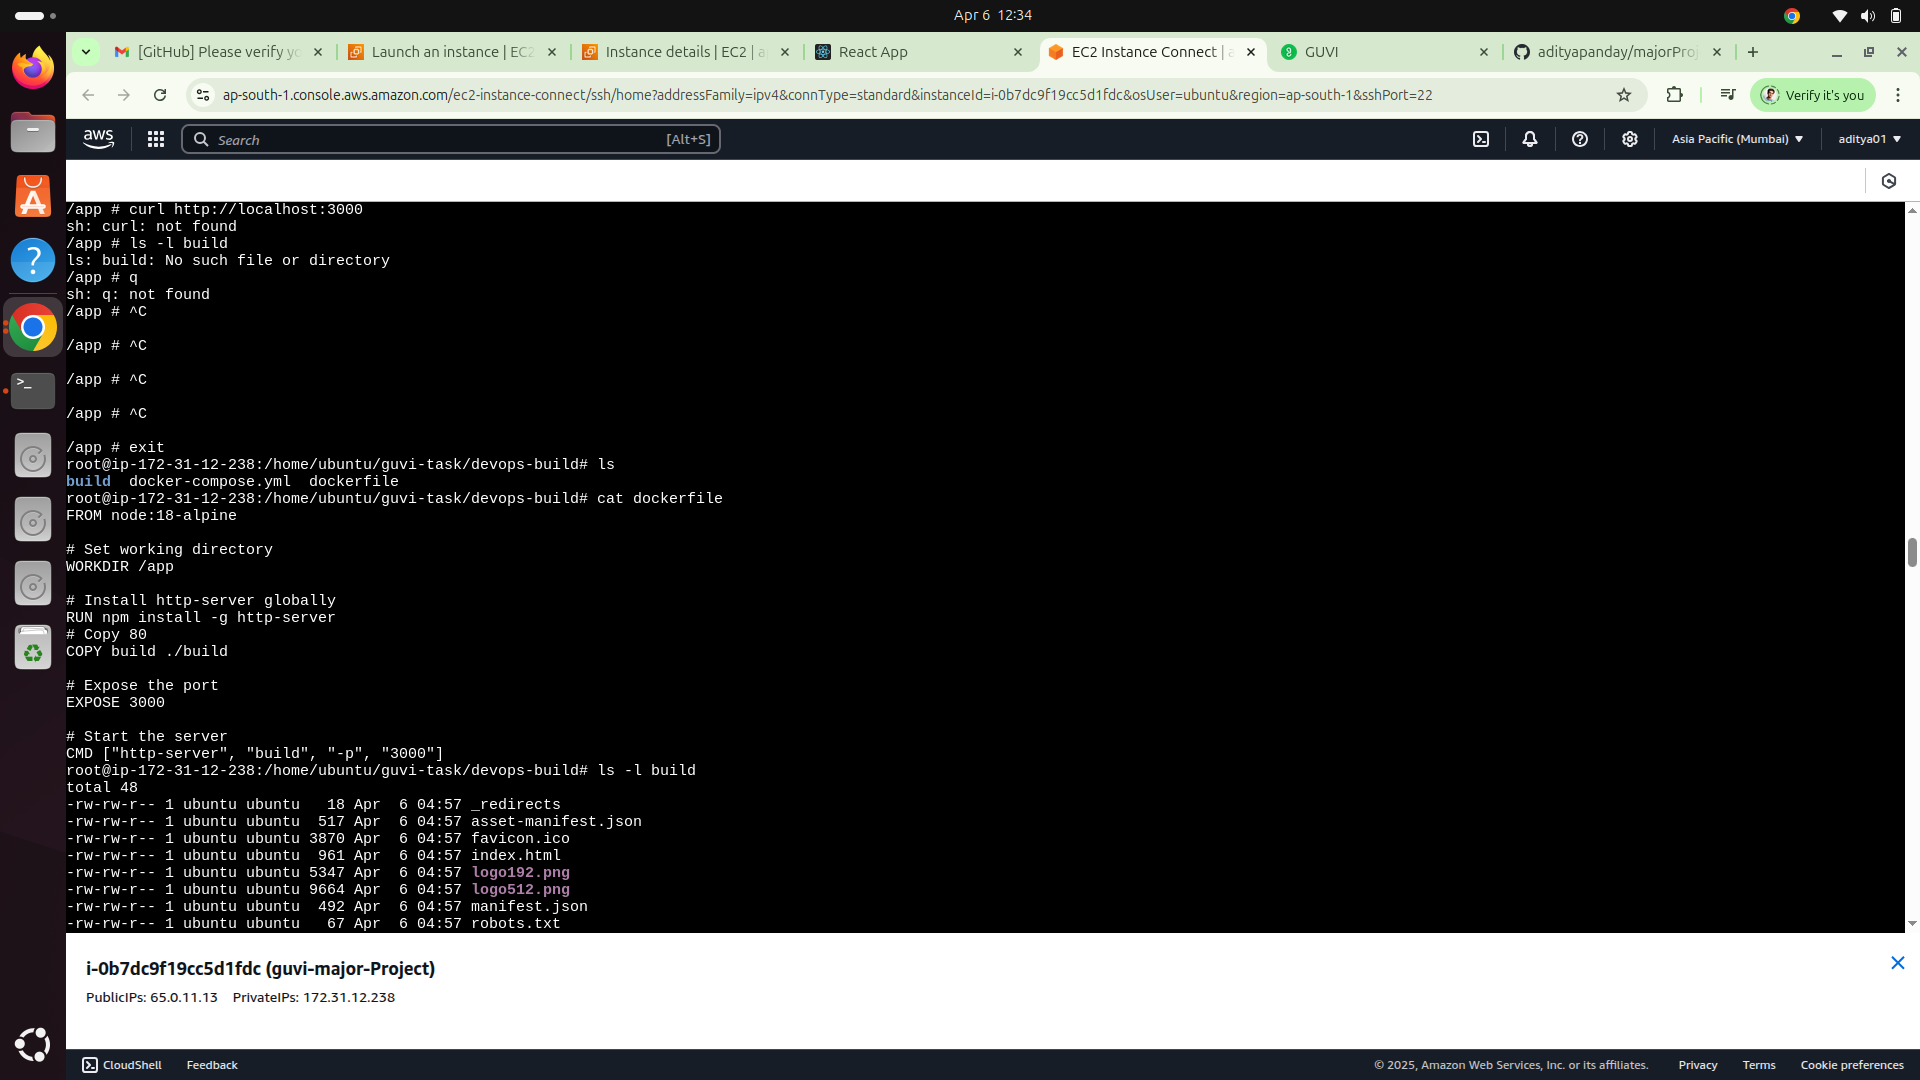 Apr 6 12:34
[GitHub] Please verify yo
Launch an instance | EC2
Instance details | EC2 | a
React App
EC2 Instance Connect | a
GUVI
adityapanday/majorProj
ap-south-1.console.aws.amazon.com/ec2-instance-connect/ssh/home?addressFamily=ipv4&connType=standard&instanceId=i-0b7dc9f19cc5d1fdc&osUser=ubuntu&region=ap-south-1&sshPort=22
Verify it's you
aws
Search
[Alt+S]
Asia Pacific (Mumbai)
aditya01
/app # curl http://localhost:3000
sh: curl: not found
/app # ls -l build
ls: build: No such file or directory
/app # q
sh: q: not found
/app # ^C
/app # ^C
/app # ^C
/app # ^C
/app # exit
root@ip-172-31-12-238:/home/ubuntu/guvi-task/devops-build# ls
build  docker-compose.yml  dockerfile
root@ip-172-31-12-238:/home/ubuntu/guvi-task/devops-build# cat dockerfile
FROM node:18-alpine
# Set working directory
WORKDIR /app
# Install http-server globally
RUN npm install -g http-server
# Copy 80
COPY build ./build
# Expose the port
EXPOSE 3000
# Start the server
CMD ["http-server", "build", "-p", "3000"]
root@ip-172-31-12-238:/home/ubuntu/guvi-task/devops-build# ls -l build
total 48
-rw-rw-r-- 1 ubuntu ubuntu   18 Apr  6 04:57 _redirects
-rw-rw-r-- 1 ubuntu ubuntu  517 Apr  6 04:57 asset-manifest.json
-rw-rw-r-- 1 ubuntu ubuntu 3870 Apr  6 04:57 favicon.ico
-rw-rw-r-- 1 ubuntu ubuntu  961 Apr  6 04:57 index.html
-rw-rw-r-- 1 ubuntu ubuntu 5347 Apr  6 04:57 logo192.png
-rw-rw-r-- 1 ubuntu ubuntu 9664 Apr  6 04:57 logo512.png
-rw-rw-r-- 1 ubuntu ubuntu  492 Apr  6 04:57 manifest.json
-rw-rw-r-- 1 ubuntu ubuntu   67 Apr  6 04:57 robots.txt
i-0b7dc9f19cc5d1fdc (guvi-major-Project)
PublicIPs: 65.0.11.13 PrivateIPs: 172.31.12.238
CloudShell
Feedback
© 2025, Amazon Web Services, Inc. or its affiliates.
Privacy
Terms
Cookie preferences